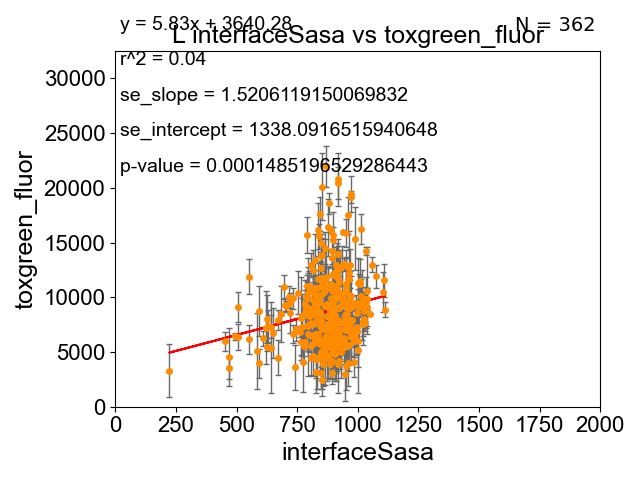 y = 5.83x + 3640.28
N = 362
L interfaceSasa vs toxgreen_fluor
r^2 = 0.04
se_slope = 1.5206119150069832
se_intercept = 1338.0916515940648
p-value = 0.0001485196529286443
30000
25000
20000
15000
10000
5000
0
toxgreen_fluor
0 250 500 750 1000 1250 1500 1750 2000
interfaceSasa